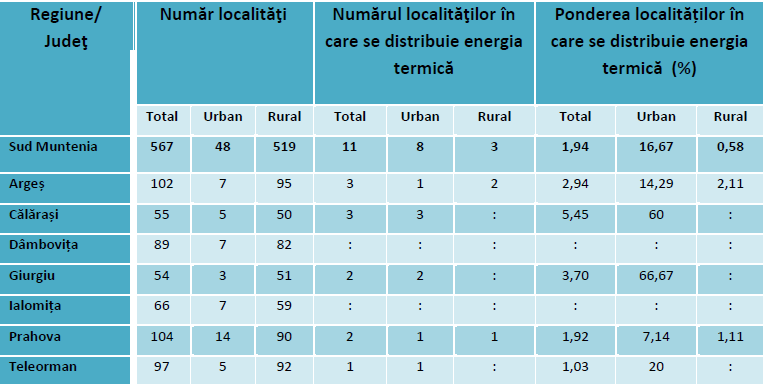 Regiune/ Număr localităţi Numărul localităţilor în Ponderea localităților în
Judeţ care se distribuie energia care se distribuie energia
termică termică (%)
Total Urban Rural Total Urban Rural Total Urban Rural
Sud Muntenia 567 48 519 11 8 3 1,94 16,67 0,58
Argeș 102 7 95 3 1 2 2,94 14,29 2,11
Călărași 55 5 50 3 3 : 5,45 60 :
Dâmbovița 89 7 82 : : : : : :
Giurgiu 54 3 51 2 2 : 3,70 66,67 :
Ialomița 66 7 59 : : : : : :
Prahova 104 14 90 2 1 1 1,92 7,14 1,11
Teleorman 97 5 92 1 1 : 1,03 20 :